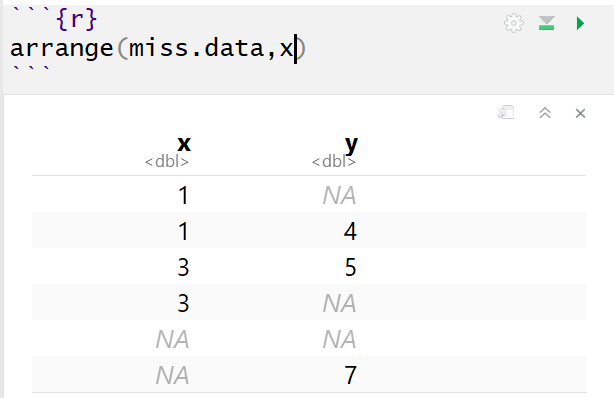 ```{r}
arrange(miss.data,x)
```
x y
<dbl> <dbl>
1 NA
1 4
3 5
3 NA
NA NA
NA 7